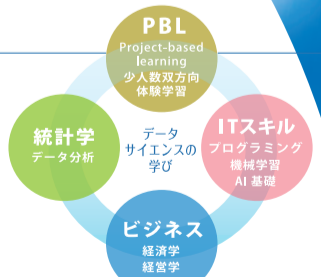 PBL
Project-based
learning
少人数双方向
体験学習
統計学
データ分析
データ
サイエンスの
学び
ITスキル
プログラミング
機械学習
AI 基礎
ビジネス
経済学
経営学